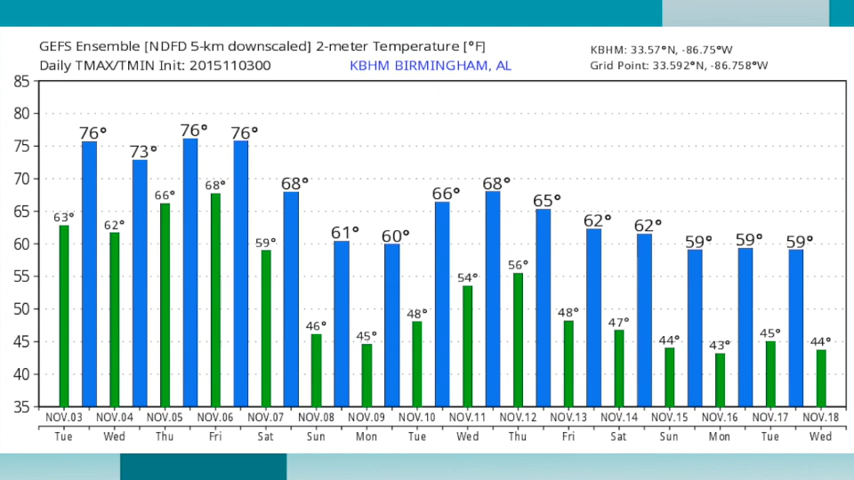 GEFS Ensemble [NDFD 5-km downscaled] 2-meter Temperature [°F]
Daily TMAX/TMIN Init: 2015110300
KBHM BIRMINGHAM, AL
KBHM: 33.57°N, -86.75°W
Grid Point: 33.592°N, -86.758°W
85
80
75
70
65
60
55
50
45
40
35
63° 76° 62° 73° 66° 76° 68° 76° 59° 68° 46° 61° 45° 60° 48° 66° 54° 68° 56° 65° 48° 62° 47° 62° 44° 59° 43° 59° 45° 59° 44°
NOV.03 NOV.04 NOV.05 NOV.06 NOV.07 NOV.08 NOV.09 NOV.10 NOV.11 NOV.12 NOV.13 NOV.14 NOV.15 NOV.16 NOV.17 NOV.18
Tue Wed Thu Fri Sat Sun Mon Tue Wed Thu Fri Sat Sun Mon Tue Wed